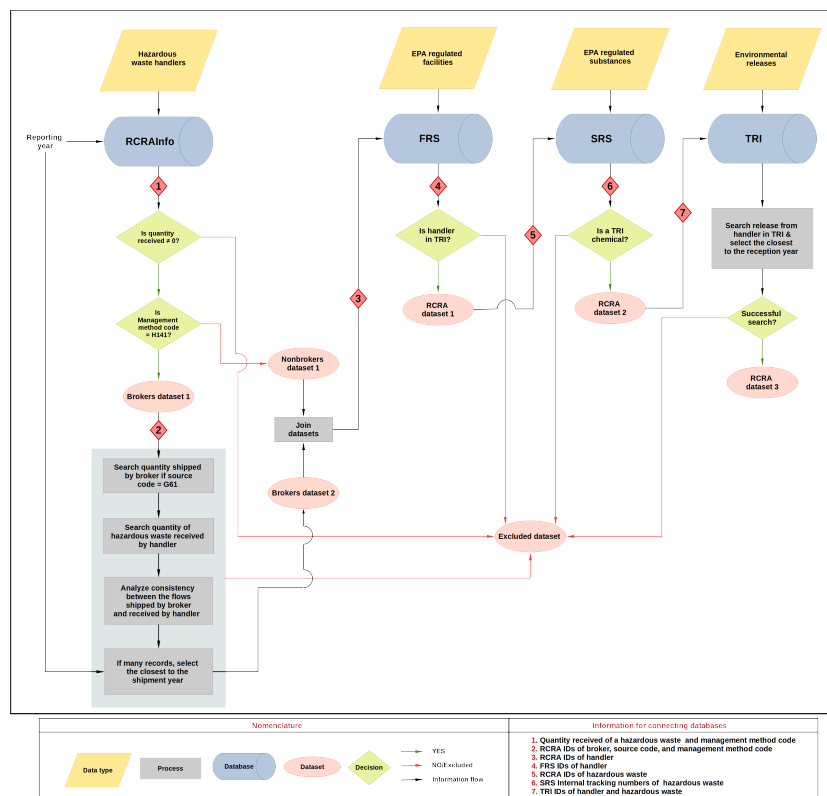 Hazardous
waste handlers
EPA regulated
facilities
EPA regulated
substances
Environmental
releases
Reporting
year
RCRAInfo
FRS
SRS
TRI
1
4
6
7
Is quantity
received ≠ 0?
Is handler
in TRI?
5
Is a TRI
chemical?
Search release from
handler in TRI &
select the closest
to the reception year
3
Is
Management
method code
= H141?
RCRA
dataset 1
RCRA
dataset 2
Successful
search?
Nonbrokers
dataset 1
RCRA
dataset 3
Brokers dataset 1
2
Join
datasets
Search quantity shipped
by broker if source
code = G61
Brokers dataset 2
Search quantity of
hazardous waste received
by handler
Excluded dataset
Analyze consistency
between the flows
shipped by broker
and received by handler
If many records, select
the closest to the
shipment year
Nomenclature
Data type
Process
Database
Dataset
Decision
YES
NO/Excluded
Information flow
Information for connecting databases
1. Quantity received of a hazardous waste and management method code
2. RCRA IDs of broker, source code, and management method code
3. RCRA IDs of handler
4. FRS IDs of handler
5. RCRA IDs of hazardous waste
6. SRS Internal tracking numbers of hazardous waste
7. TRI IDs of handler and hazardous waste